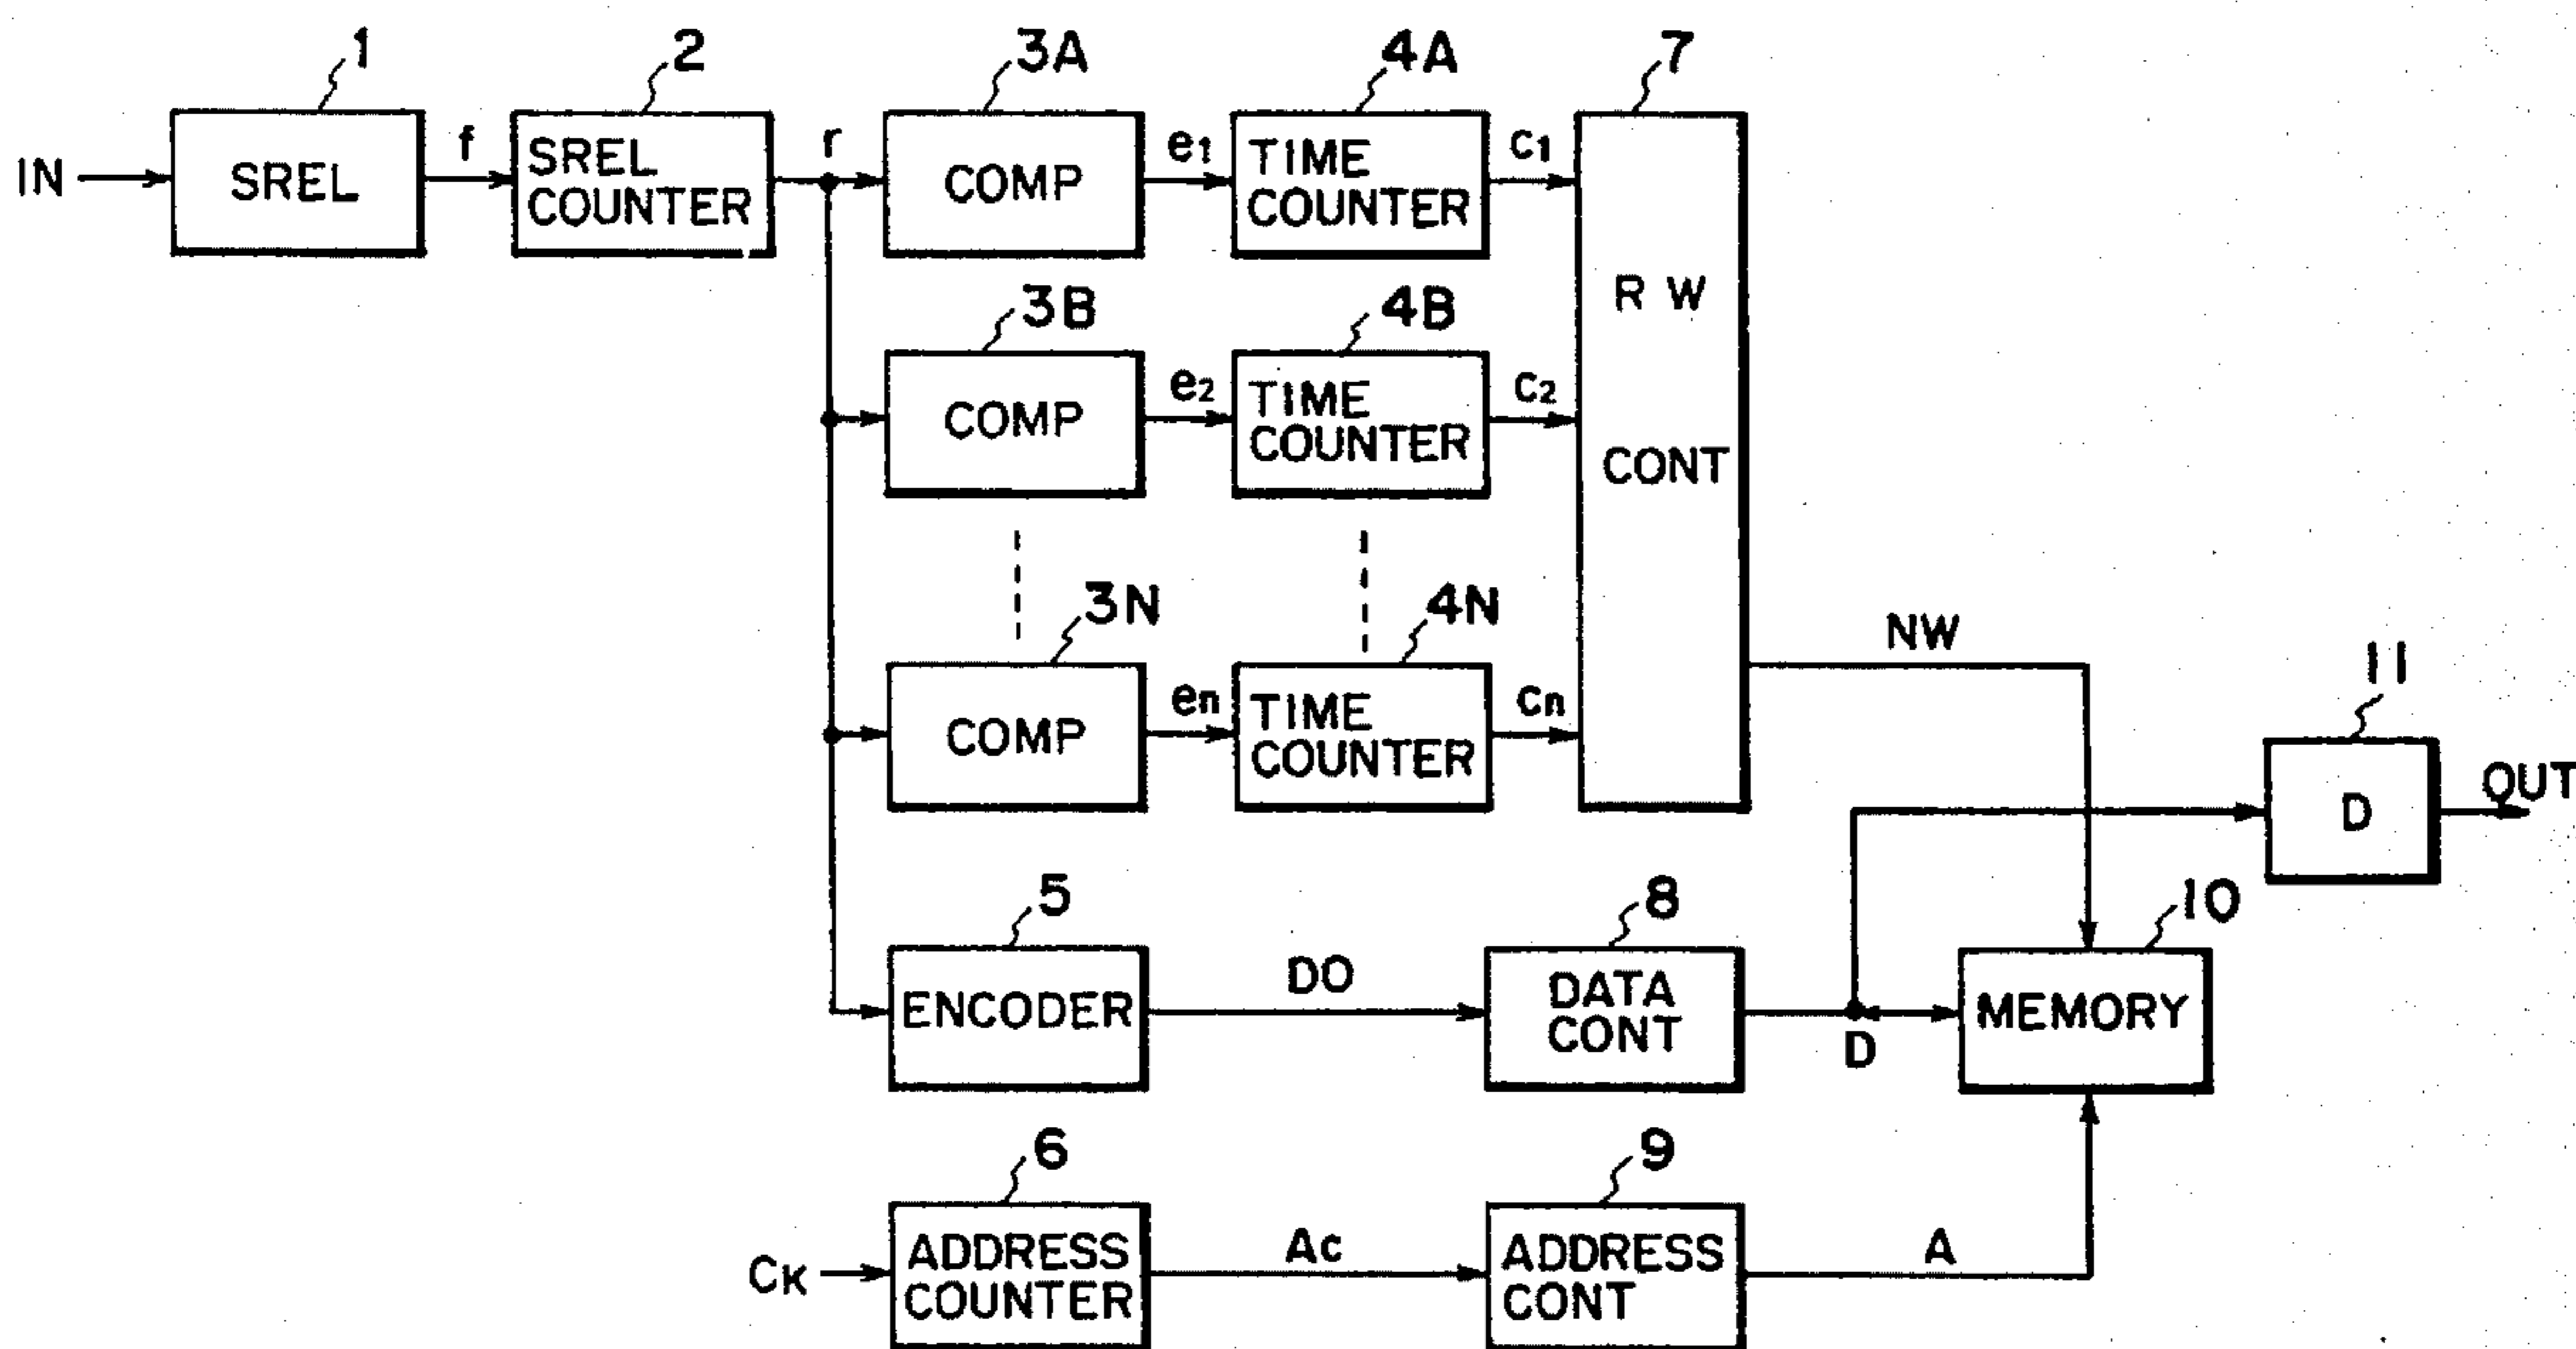 1
2
3A
4A
7
IN
SREL
f
SREL
COUNTER
r
COMP
e1
TIME
COUNTER
c1
R W
CONT
3B
4B
COMP
e2
TIME
COUNTER
c2
3N
4N
COMP
en
TIME
COUNTER
cn
NW
11
D
OUT
5
8
10
ENCODER
DO
DATA
CONT
D
MEMORY
6
9
CK
ADDRESS
COUNTER
Ac
ADDRESS
CONT
A